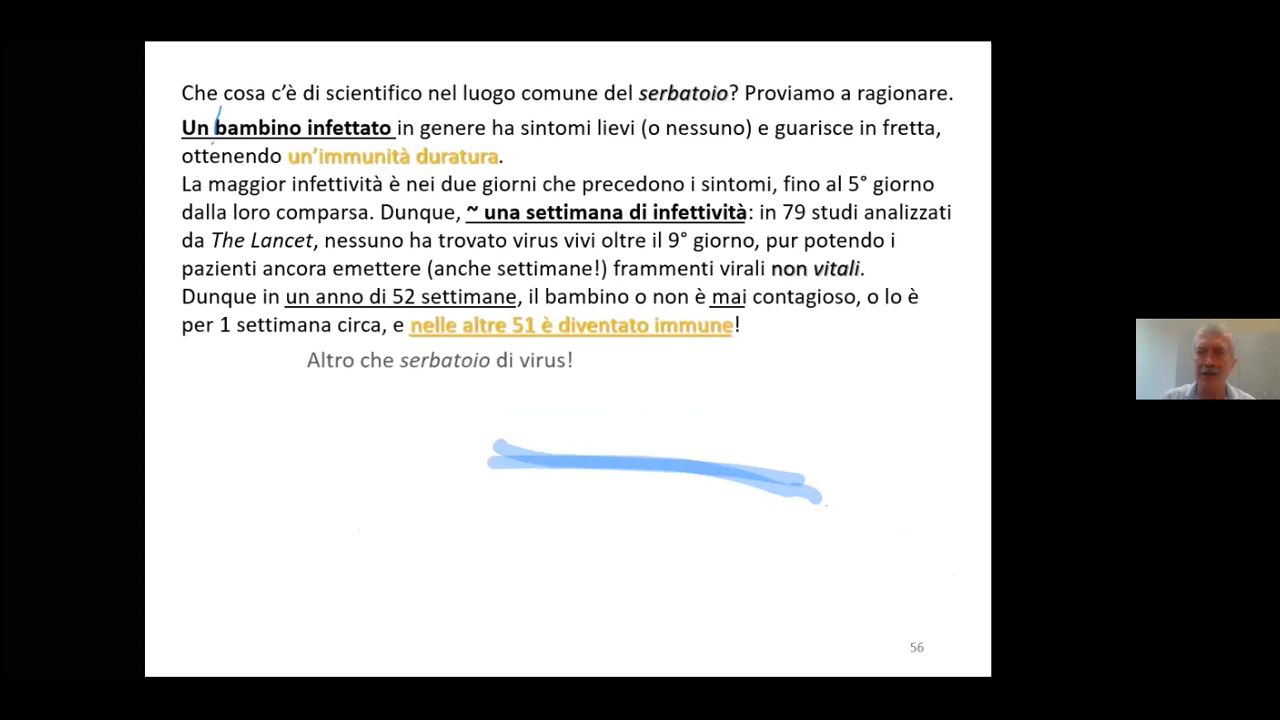 Che cosa c’è di scientifico nel luogo comune del serbatoio? Proviamo a ragionare.
Un bambino infettato in genere ha sintomi lievi (o nessuno) e guarisce in fretta,
ottenendo un’immunità duratura.
La maggior infettività è nei due giorni che precedono i sintomi, fino al 5° giorno
dalla loro comparsa. Dunque, ~ una settimana di infettività: in 79 studi analizzati
da The Lancet, nessuno ha trovato virus vivi oltre il 9° giorno, pur potendo i
pazienti ancora emettere (anche settimane!) frammenti virali non vitali.
Dunque in un anno di 52 settimane, il bambino o non è mai contagioso, o lo è
per 1 settimana circa, e nelle altre 51 è diventato immune!
Altro che serbatoio di virus!
56